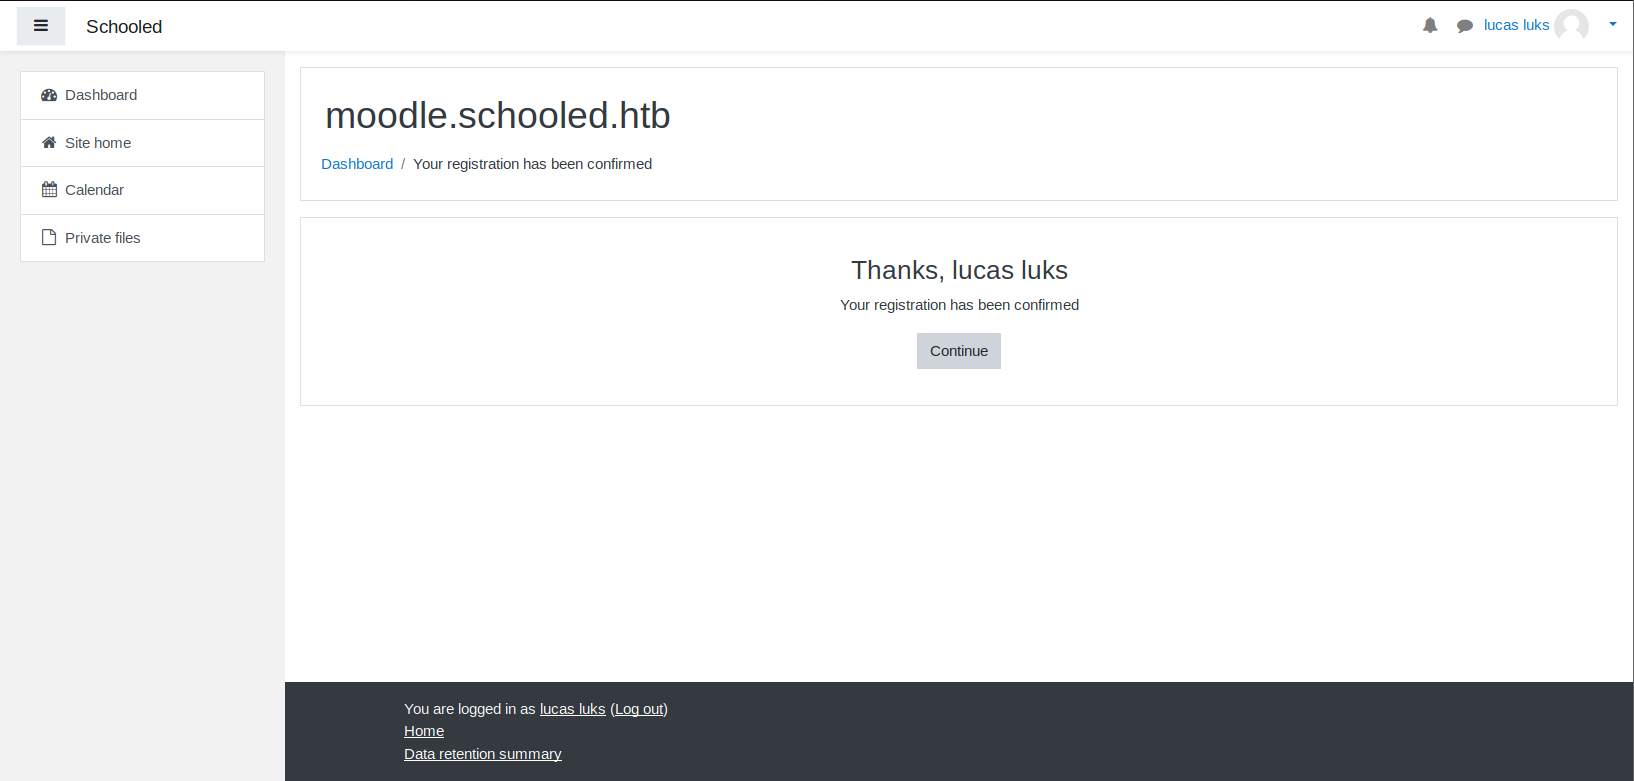 Schooled
lucas luks
Dashboard
Site home
Calendar
Private files
moodle.schooled.htb
Dashboard / Your registration has been confirmed
Thanks, lucas luks
Your registration has been confirmed
Continue
You are logged in as lucas luks (Log out)
Home
Data retention summary